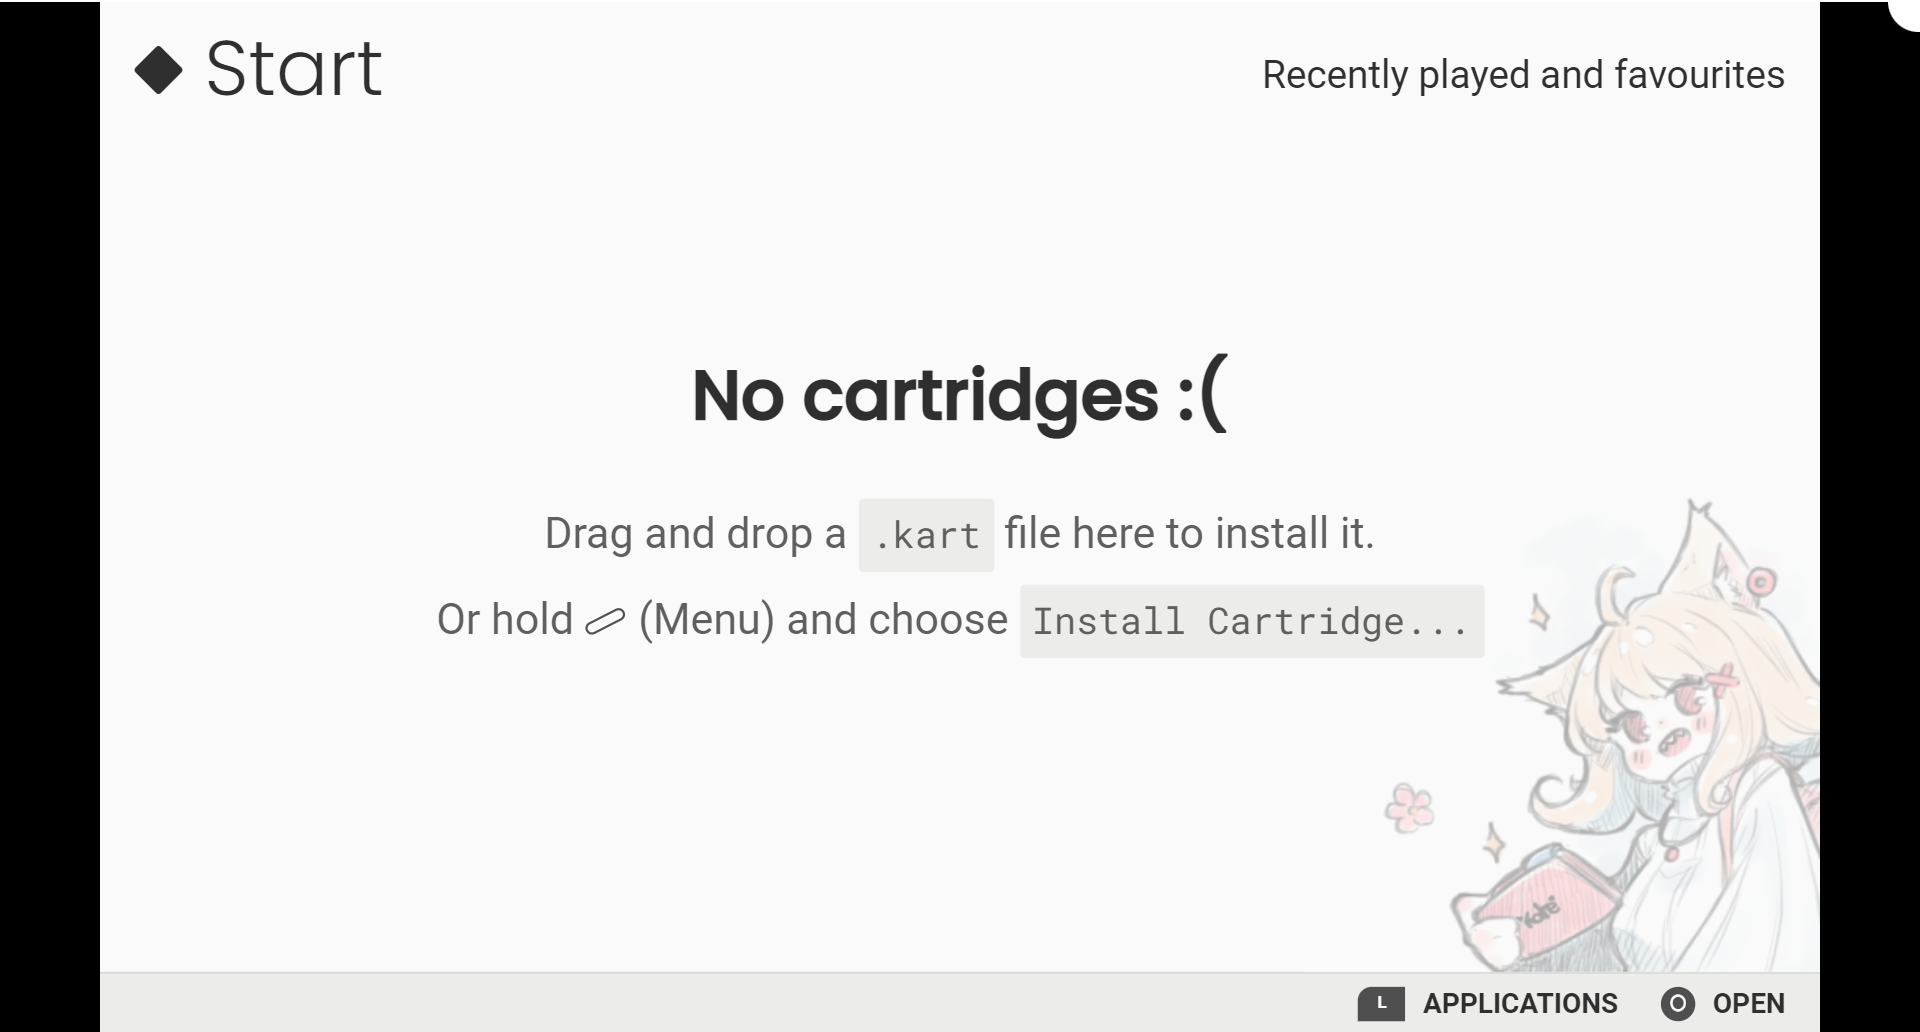 Start
Recently played and favourites
No cartridges :(
Drag and drop a .kart file here to install it.
Or hold (Menu) and choose Install Cartridge...
L APPLICATIONS O OPEN